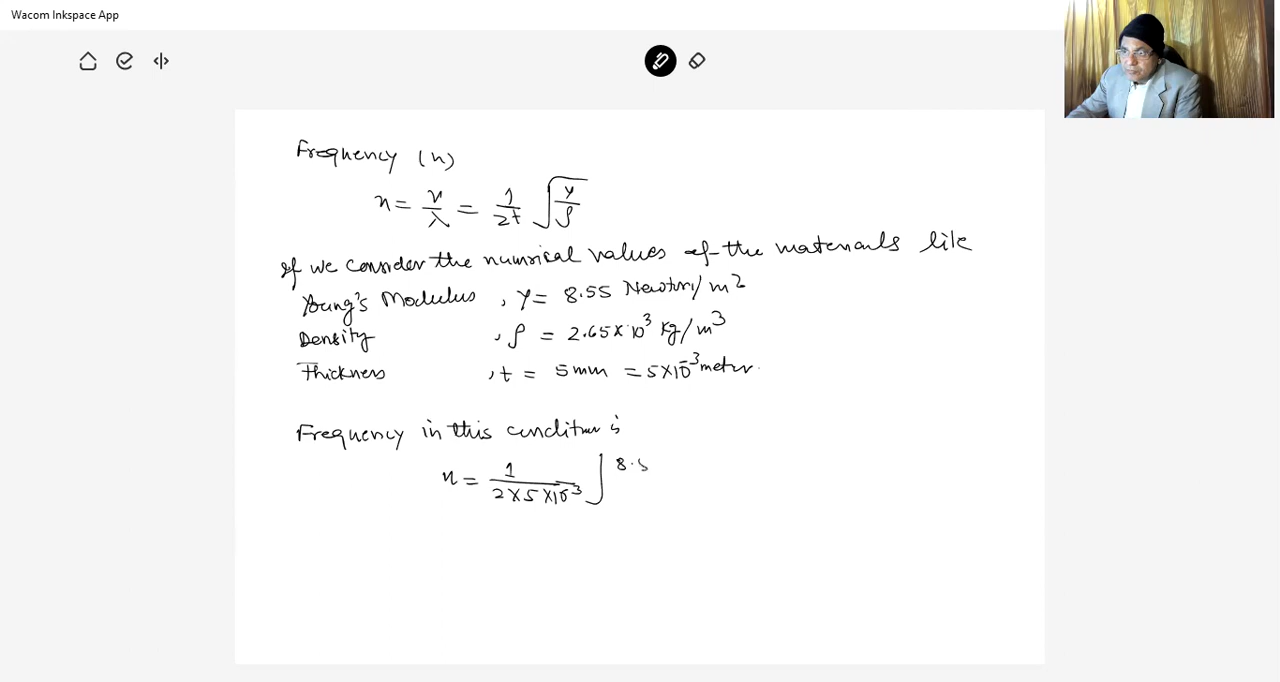 Wacom Inkspace App
Frequency (n)
n = v/λ = 1/2t √Y/ρ
If we consider the numrical values of the materials like
Young's Modulus , Y = 8.55 Newton/m2
Density , ρ = 2.65 × 10³ Kg/m³
Thickness , t = 5 mm = 5×10⁻³ meter.
Frequency in this condition is
n = 1/2×5×10⁻³ √8.5